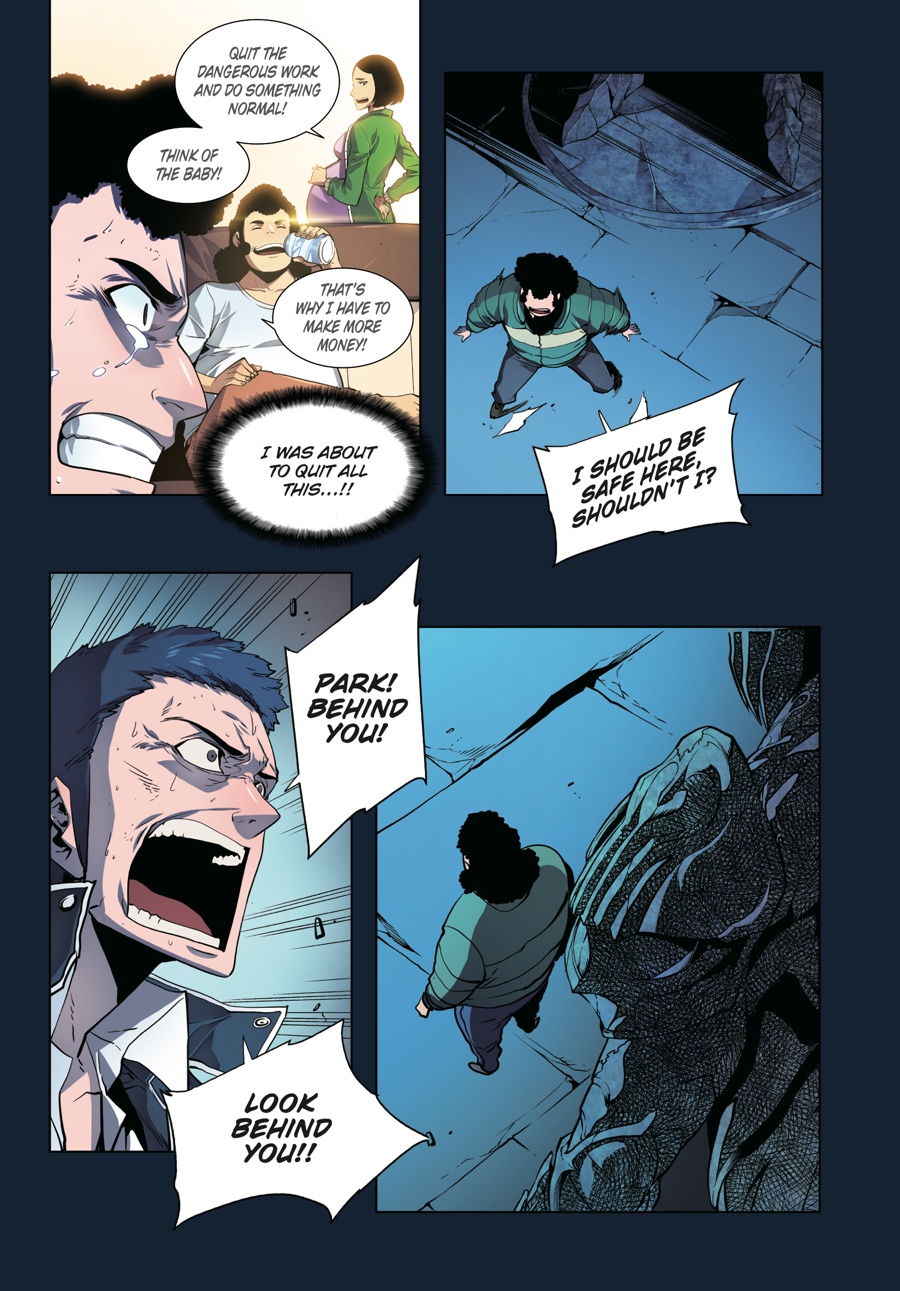 QUIT THE
DANGEROUS WORK
AND DO SOMETHING
NORMAL!
THINK OF
THE BABY!
THAT'S
WHY I HAVE TO
MAKE MORE
MONEY!
I WAS ABOUT
TO QUIT ALL
THIS...!!
I SHOULD BE
SAFE HERE,
SHOULDN'T I?
PARK!
BEHIND
YOU!
LOOK
BEHIND
YOU!!